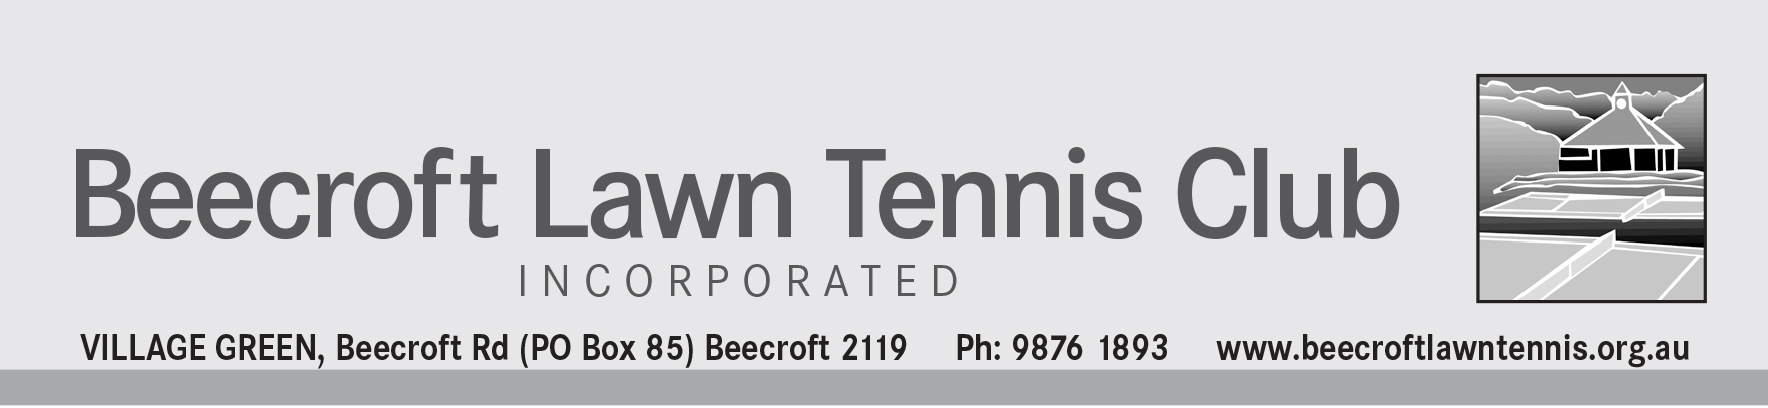 Beecroft Lawn Tennis Club
INCORPORATED
VILLAGE GREEN, Beecroft Rd (PO Box 85) Beecroft 2119 Ph: 9876 1893 www.beecroftlawntennis.org.au